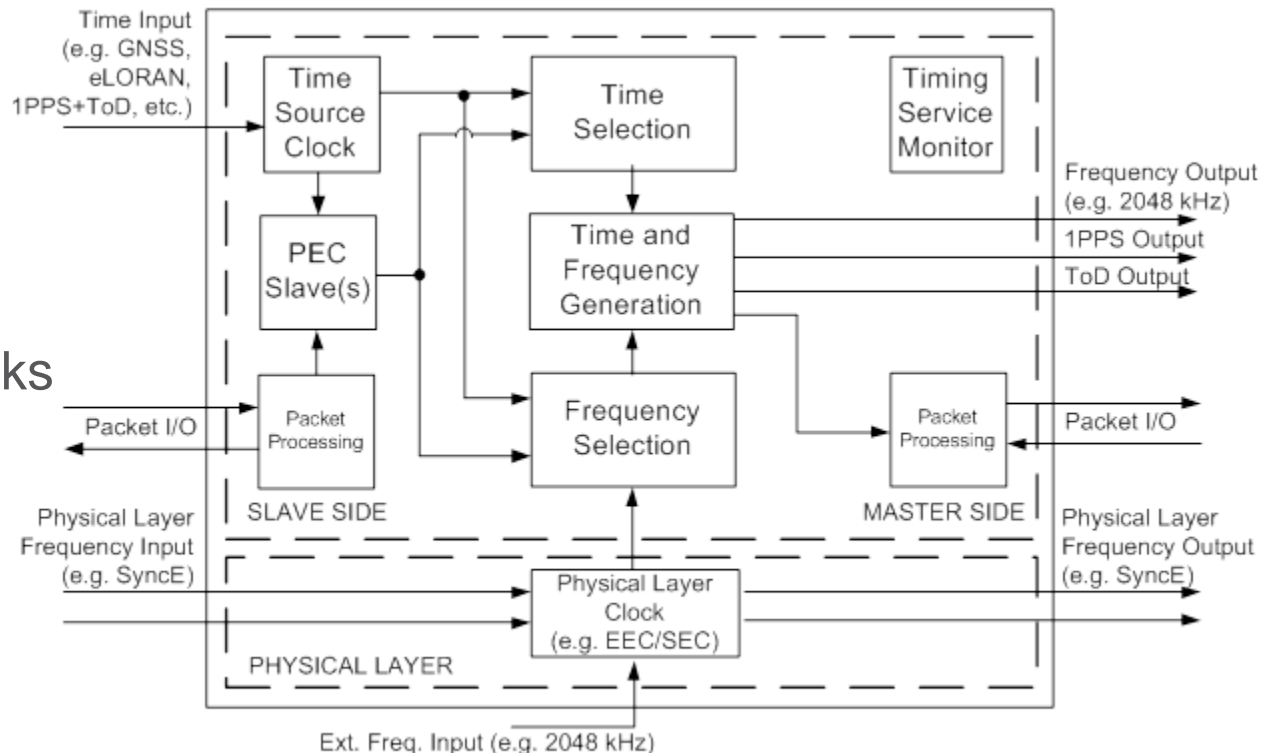 Time Input
(e.g. GNSS,
eLORAN,
1PPS+ToD, etc.)
Time
Source
Clock
Time
Selection
Timing
Service
Monitor
PEC
Slave(s)
Time and
Frequency
Generation
Frequency Output
(e.g. 2048 kHz)
1PPS Output
ToD Output
ks
Packet I/O
Packet
Processing
Frequency
Selection
Packet
Processing
Packet I/O
SLAVE SIDE
MASTER SIDE
Physical Layer
Frequency Input
(e.g. SyncE)
Physical Layer
Clock
(e.g. EEC/SEC)
Physical Layer
Frequency Output
(e.g. SyncE)
PHYSICAL LAYER
Ext. Freq. Input (e.g. 2048 kHz)